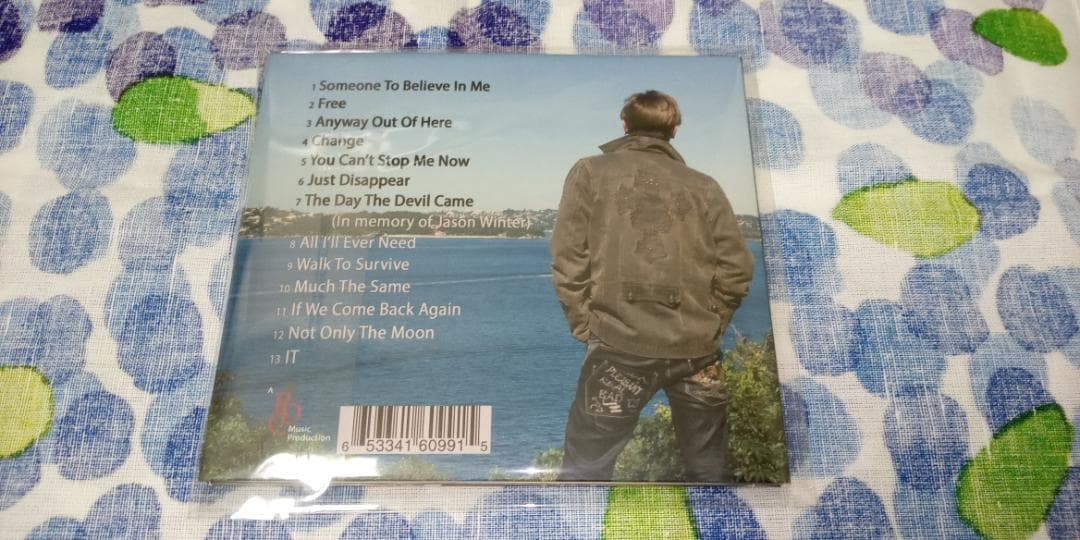 1 Someone To Believe In Me
2 Free
3 Anyway Out Of Here
4 Change
5 You Can't Stop Me Now
6 Just Disappear
7 The Day The Devil Came
(In memory of Jason Winter)
8 All I'll Ever Need
9 Walk To Survive
10 Much The Same
11 If We Come Back Again
12 Not Only The Moon
13 IT
A
Music
Production
6 53341 60991 5